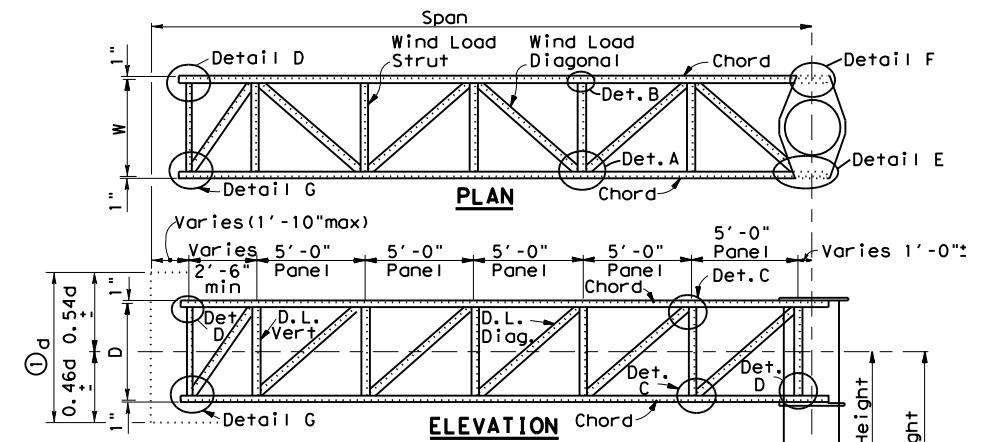 Span
1"
Detail D
Wind Load
Strut
Wind Load
Diagonal
Chord
Detail F
Det.B
W
Det.A
Detail E
Detail G
PLAN
Chord
1"
Varies(1'-10"max)
Varies
2'-6"
min
5'-0"
Panel
5'-0"
Panel
5'-0"
Panel
5'-0"
Panel
5'-0"
Panel
Varies 1'-0"±
Chord
Det.C
1"
Det.
D
D.L.
Vert
D.L.
Diag.
1 d
0.54d
±
0.46d
±
D
Det.
C
Det.
D
1"
Detail G
ELEVATION
Chord
Height
ght